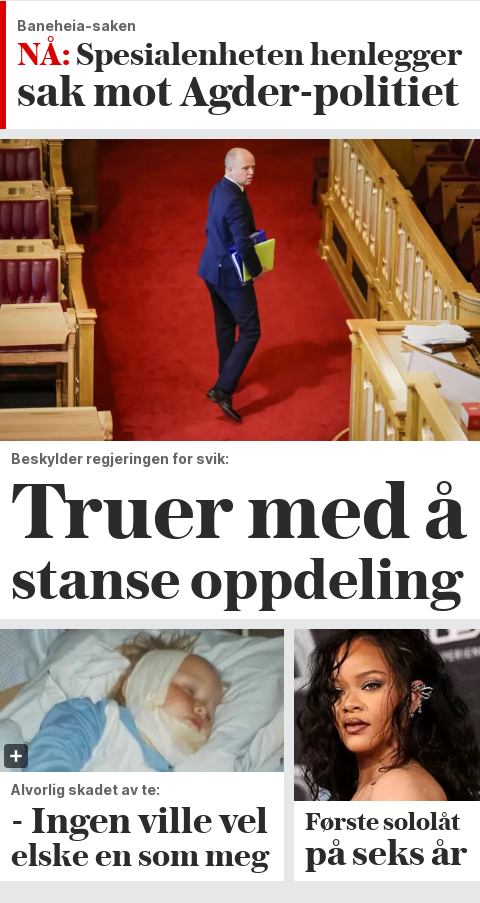 Baneheia-saken
NÅ: Spesialenheten henlegger
sak mot Agder-politiet
Beskylder regjeringen for svik:
Truer med å
stanse oppdeling
+
Alvorlig skadet av te:
- Ingen ville vel
elske en som meg
Første sololåt
på seks år